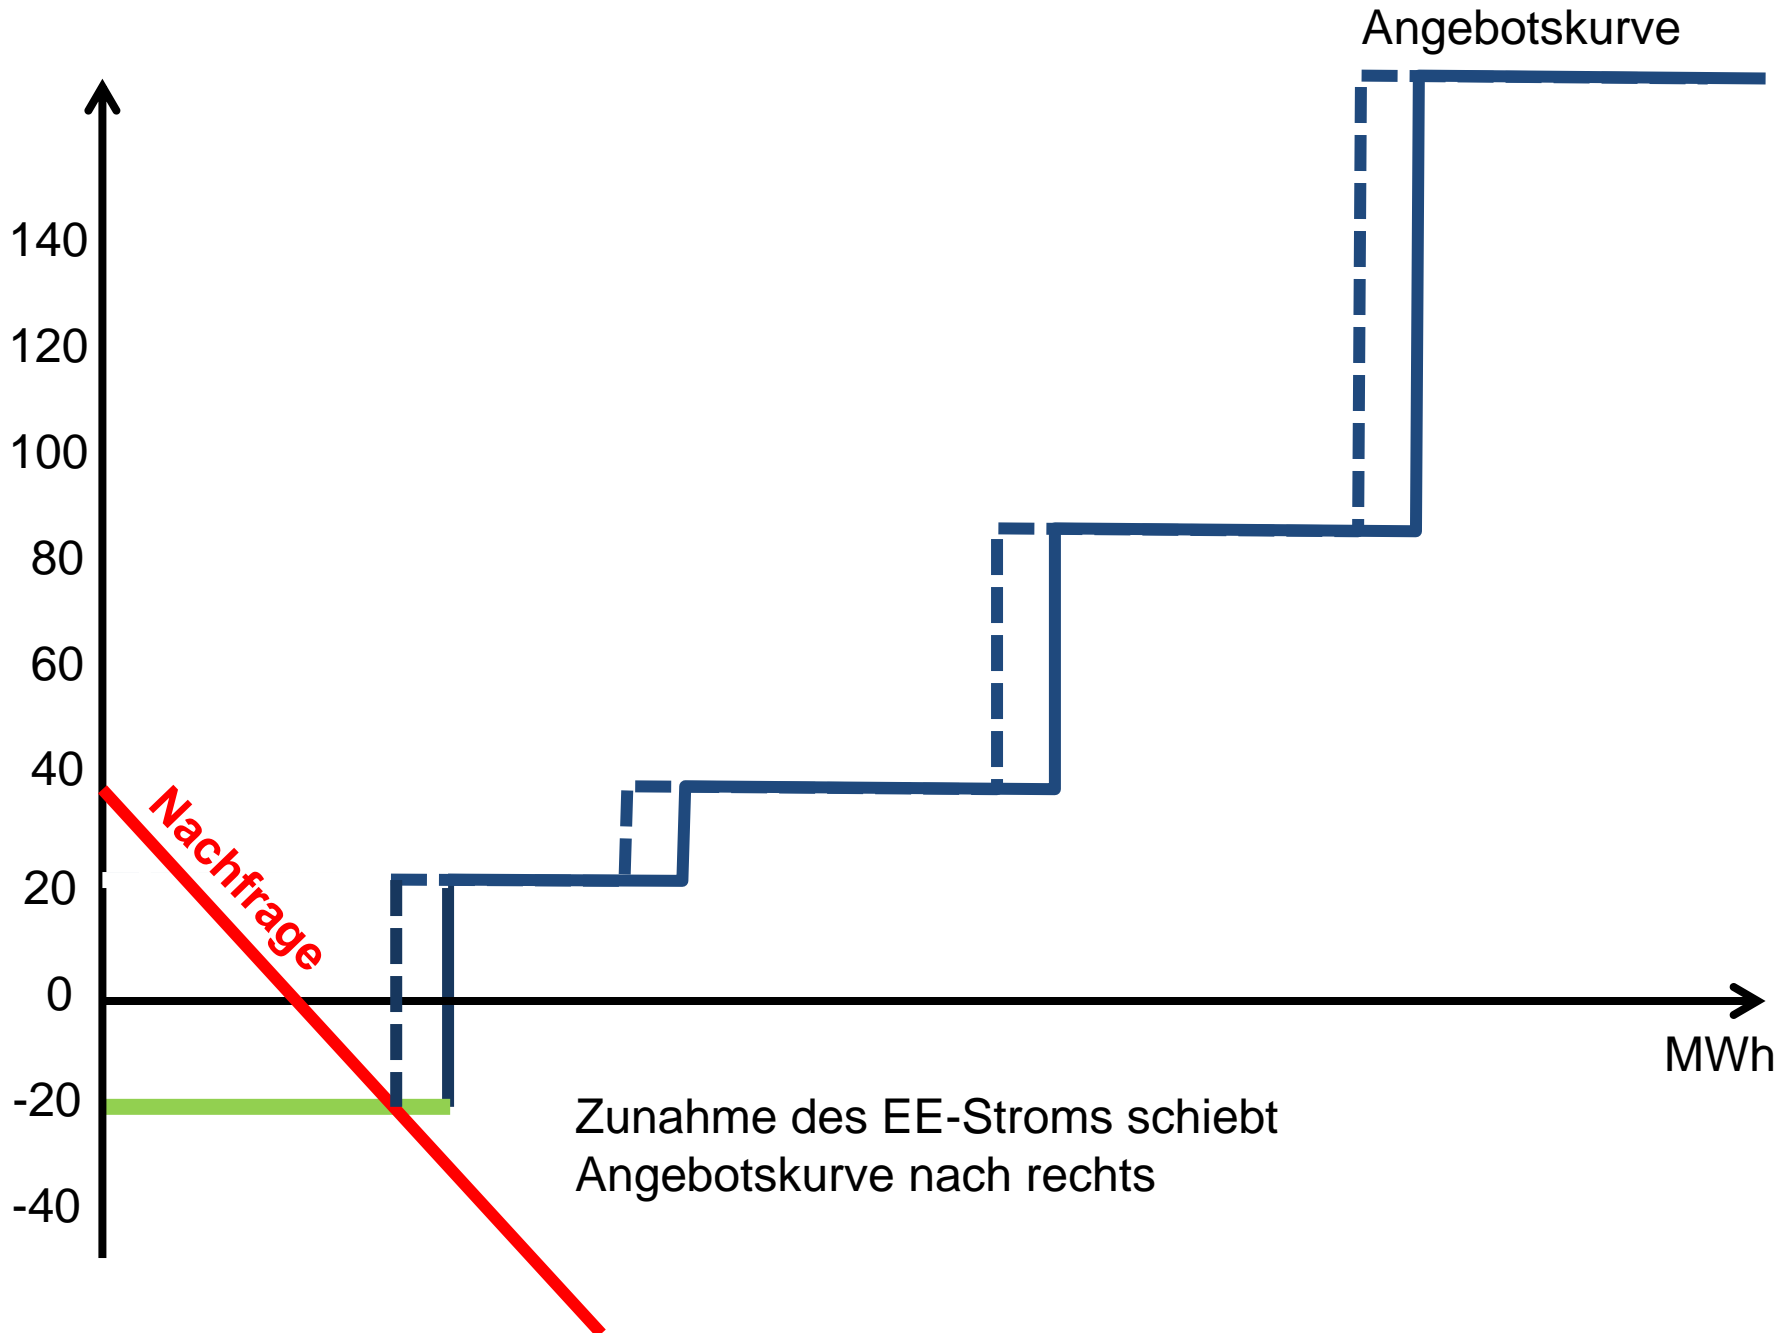 Angebotskurve
140
120
100
80
60
40
Nachfrage
20
0
MWh
-20
Zunahme des EE-Stroms schiebt
Angebotskurve nach rechts
-40